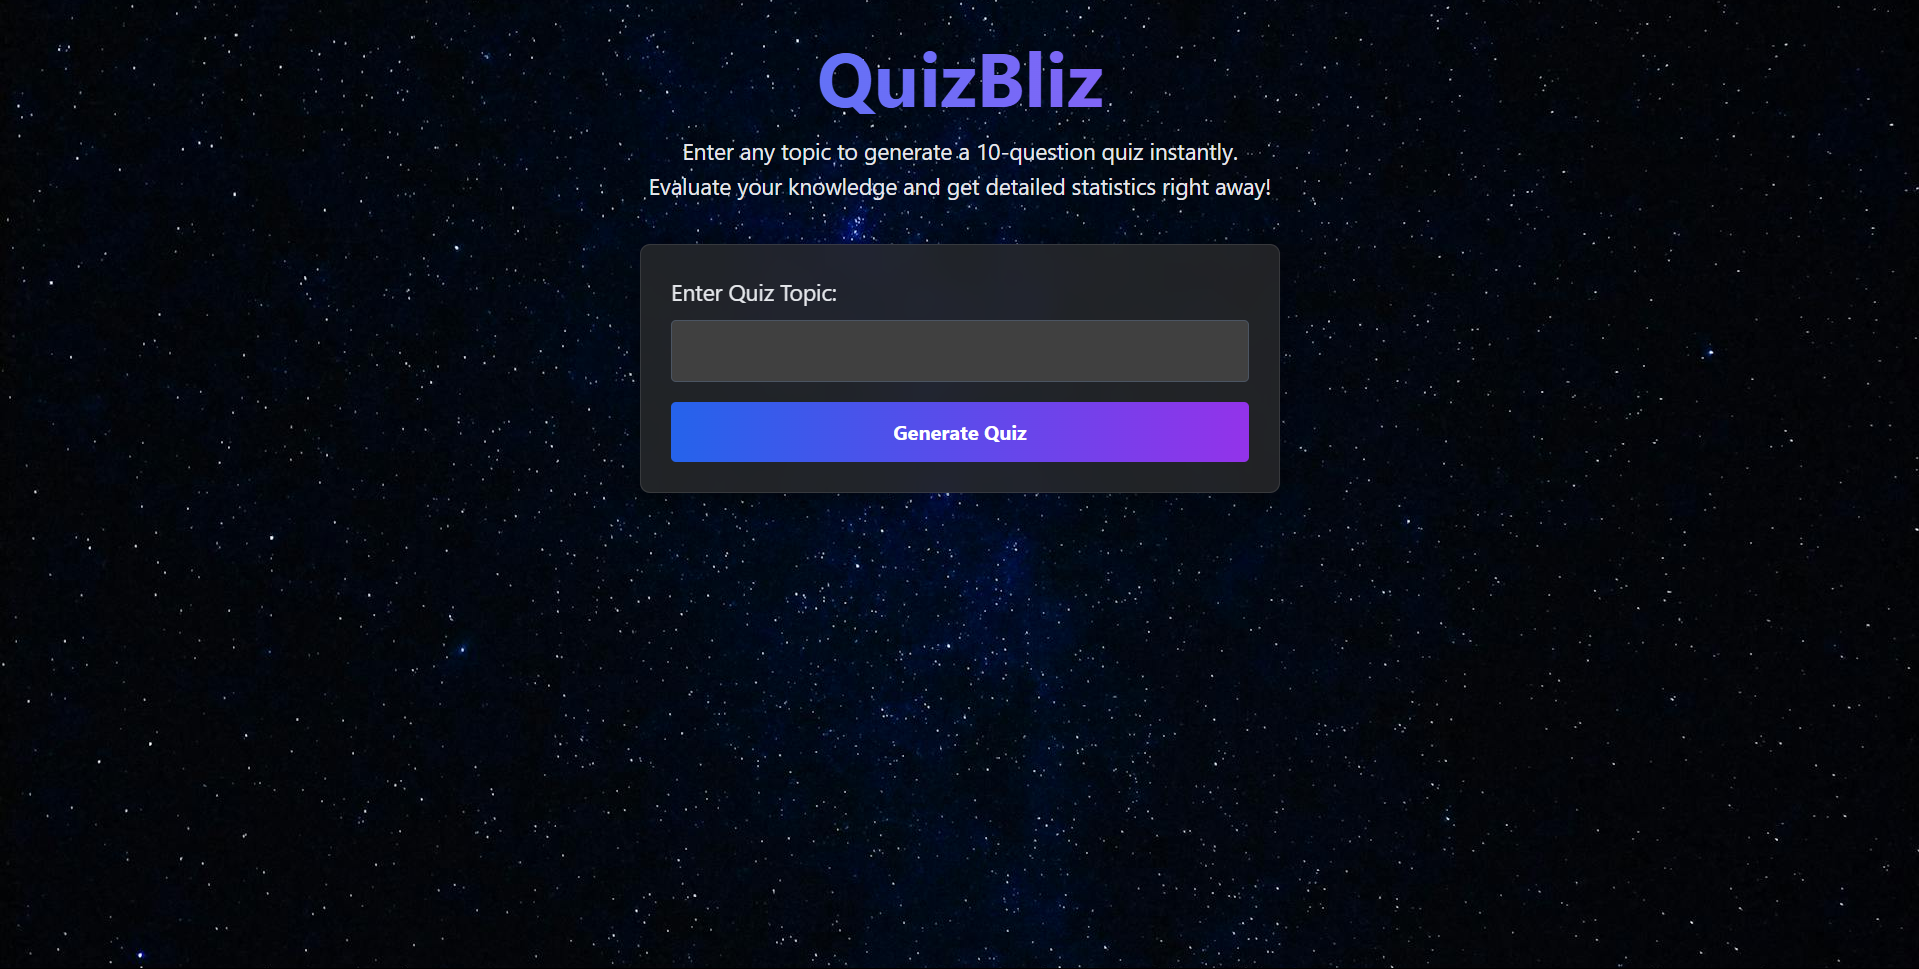 QuizBliz
Enter any topic to generate a 10-question quiz instantly.
Evaluate your knowledge and get detailed statistics right away!
Enter Quiz Topic:
Generate Quiz